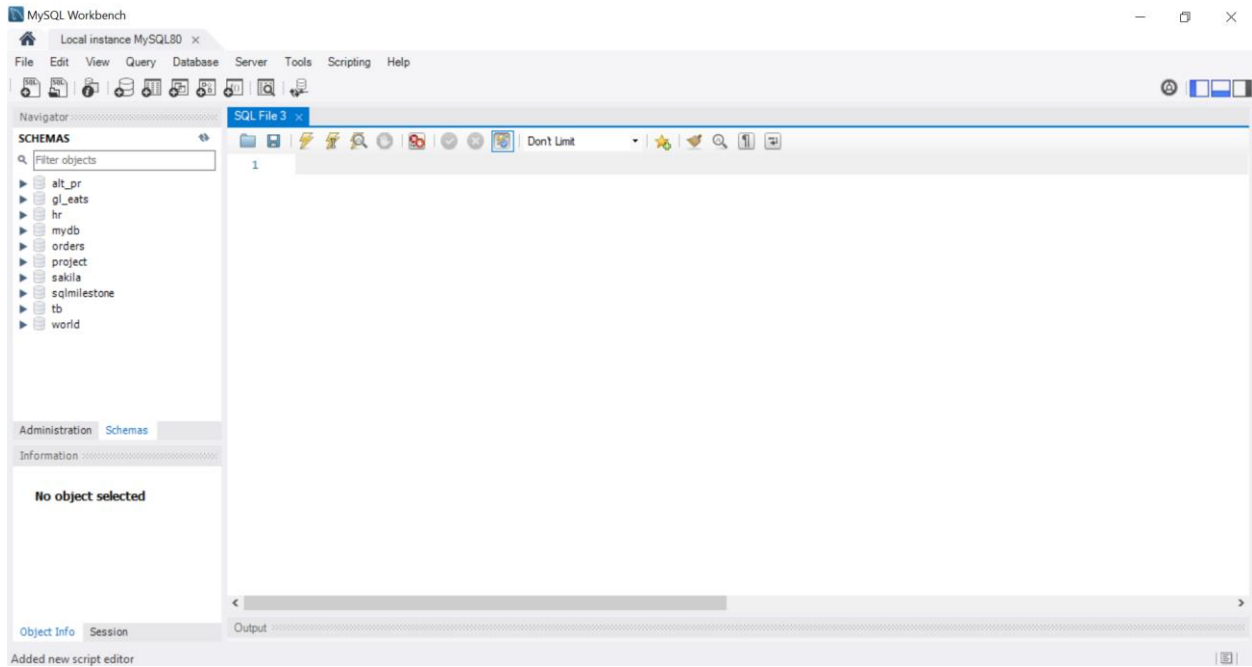 MySQL Workbench
Local instance MySQL80
File Edit View Query Database Server Tools Scripting Help
Navigator
SQL File 3
SCHEMAS
Don't Limit
Filter objects
1
alt_pr
gl_eats
hr
mydb
orders
project
sakila
sqlmilestone
tb
world
Administration Schemas
Information
No object selected
Object Info Session
Output
Added new script editor